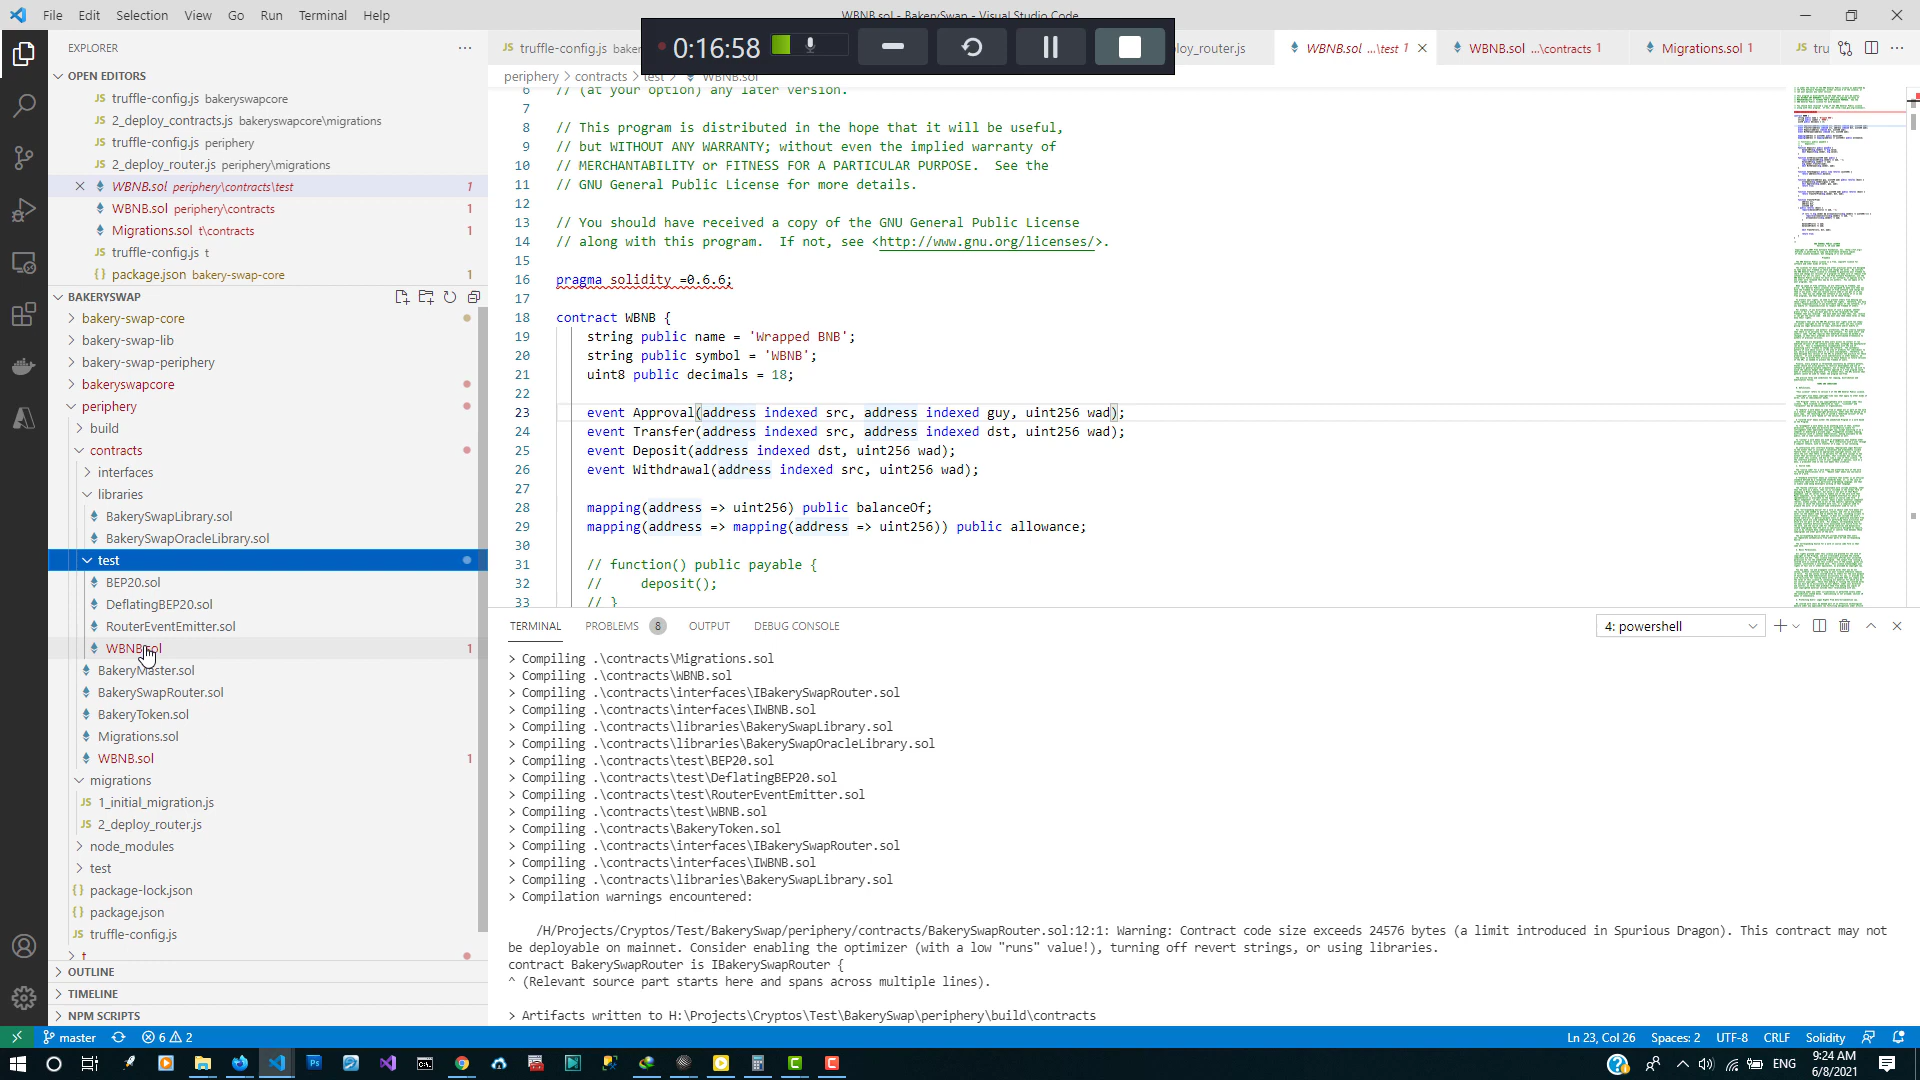 File Edit Selection View Go Run Terminal Help
WBNB.sol - BakerySwap - Visual Studio Code
0:16:58
EXPLORER
OPEN EDITORS
JS truffle-config.js bakeryswapcore
JS 2_deploy_contracts.js bakeryswapcore\migrations
JS truffle-config.js periphery
JS 2_deploy_router.js periphery\migrations
WBNB.sol periphery\contracts\test 1
WBNB.sol periphery\contracts 1
Migrations.sol t\contracts 1
JS truffle-config.js t
{} package.json bakery-swap-core 1
BAKERYSWAP
bakery-swap-core
bakery-swap-lib
bakery-swap-periphery
bakeryswapcore
periphery
build
contracts
interfaces
libraries
BakerySwapLibrary.sol
BakerySwapOracleLibrary.sol
test
BEP20.sol
DeflatingBEP20.sol
RouterEventEmitter.sol
WBNB.sol 1
BakeryMaster.sol
BakerySwapRouter.sol
BakeryToken.sol
Migrations.sol
WBNB.sol 1
migrations
JS 1_initial_migration.js
JS 2_deploy_router.js
node_modules
test
{} package-lock.json
{} package.json
JS truffle-config.js
t
OUTLINE
TIMELINE
NPM SCRIPTS
JS truffle-config.js baker
oy_router.js
WBNB.sol ...\test 1
WBNB.sol ...\contracts 1
Migrations.sol 1
JS tru
periphery > contracts > test > WBNB.sol
6 // (at your option) any later version.
7
8 // This program is distributed in the hope that it will be useful,
9 // but WITHOUT ANY WARRANTY; without even the implied warranty of
10 // MERCHANTABILITY or FITNESS FOR A PARTICULAR PURPOSE.  See the
11 // GNU General Public License for more details.
12
13 // You should have received a copy of the GNU General Public License
14 // along with this program.  If not, see <http://www.gnu.org/licenses/>.
15
16 pragma solidity =0.6.6;
17
18 contract WBNB {
19 string public name = 'Wrapped BNB';
20 string public symbol = 'WBNB';
21 uint8 public decimals = 18;
22
23 event Approval(address indexed src, address indexed guy, uint256 wad);
24 event Transfer(address indexed src, address indexed dst, uint256 wad);
25 event Deposit(address indexed dst, uint256 wad);
26 event Withdrawal(address indexed src, uint256 wad);
27
28 mapping(address => uint256) public balanceOf;
29 mapping(address => mapping(address => uint256)) public allowance;
30
31 // function() public payable {
32 //     deposit();
33 // }
TERMINAL PROBLEMS 8 OUTPUT DEBUG CONSOLE
4: powershell
> Compiling .\contracts\Migrations.sol
> Compiling .\contracts\WBNB.sol
> Compiling .\contracts\interfaces\IBakerySwapRouter.sol
> Compiling .\contracts\interfaces\IWBNB.sol
> Compiling .\contracts\libraries\BakerySwapLibrary.sol
> Compiling .\contracts\libraries\BakerySwapOracleLibrary.sol
> Compiling .\contracts\test\BEP20.sol
> Compiling .\contracts\test\DeflatingBEP20.sol
> Compiling .\contracts\test\RouterEventEmitter.sol
> Compiling .\contracts\test\WBNB.sol
> Compiling .\contracts\BakeryToken.sol
> Compiling .\contracts\interfaces\IBakerySwapRouter.sol
> Compiling .\contracts\interfaces\IWBNB.sol
> Compiling .\contracts\libraries\BakerySwapLibrary.sol
> Compilation warnings encountered:
/H/Projects/Cryptos/Test/BakerySwap/periphery/contracts/BakerySwapRouter.sol:12:1: Warning: Contract code size exceeds 24576 bytes (a limit introduced in Spurious Dragon). This contract may not
be deployable on mainnet. Consider enabling the optimizer (with a low "runs" value!), turning off revert strings, or using libraries.
contract BakerySwapRouter is IBakerySwapRouter {
^ (Relevant source part starts here and spans across multiple lines).
> Artifacts written to H:\Projects\Cryptos\Test\BakerySwap\periphery\build\contracts
master 6 2
Ln 23, Col 26 Spaces: 2 UTF-8 CRLF Solidity
ENG
9:24 AM
6/8/2021